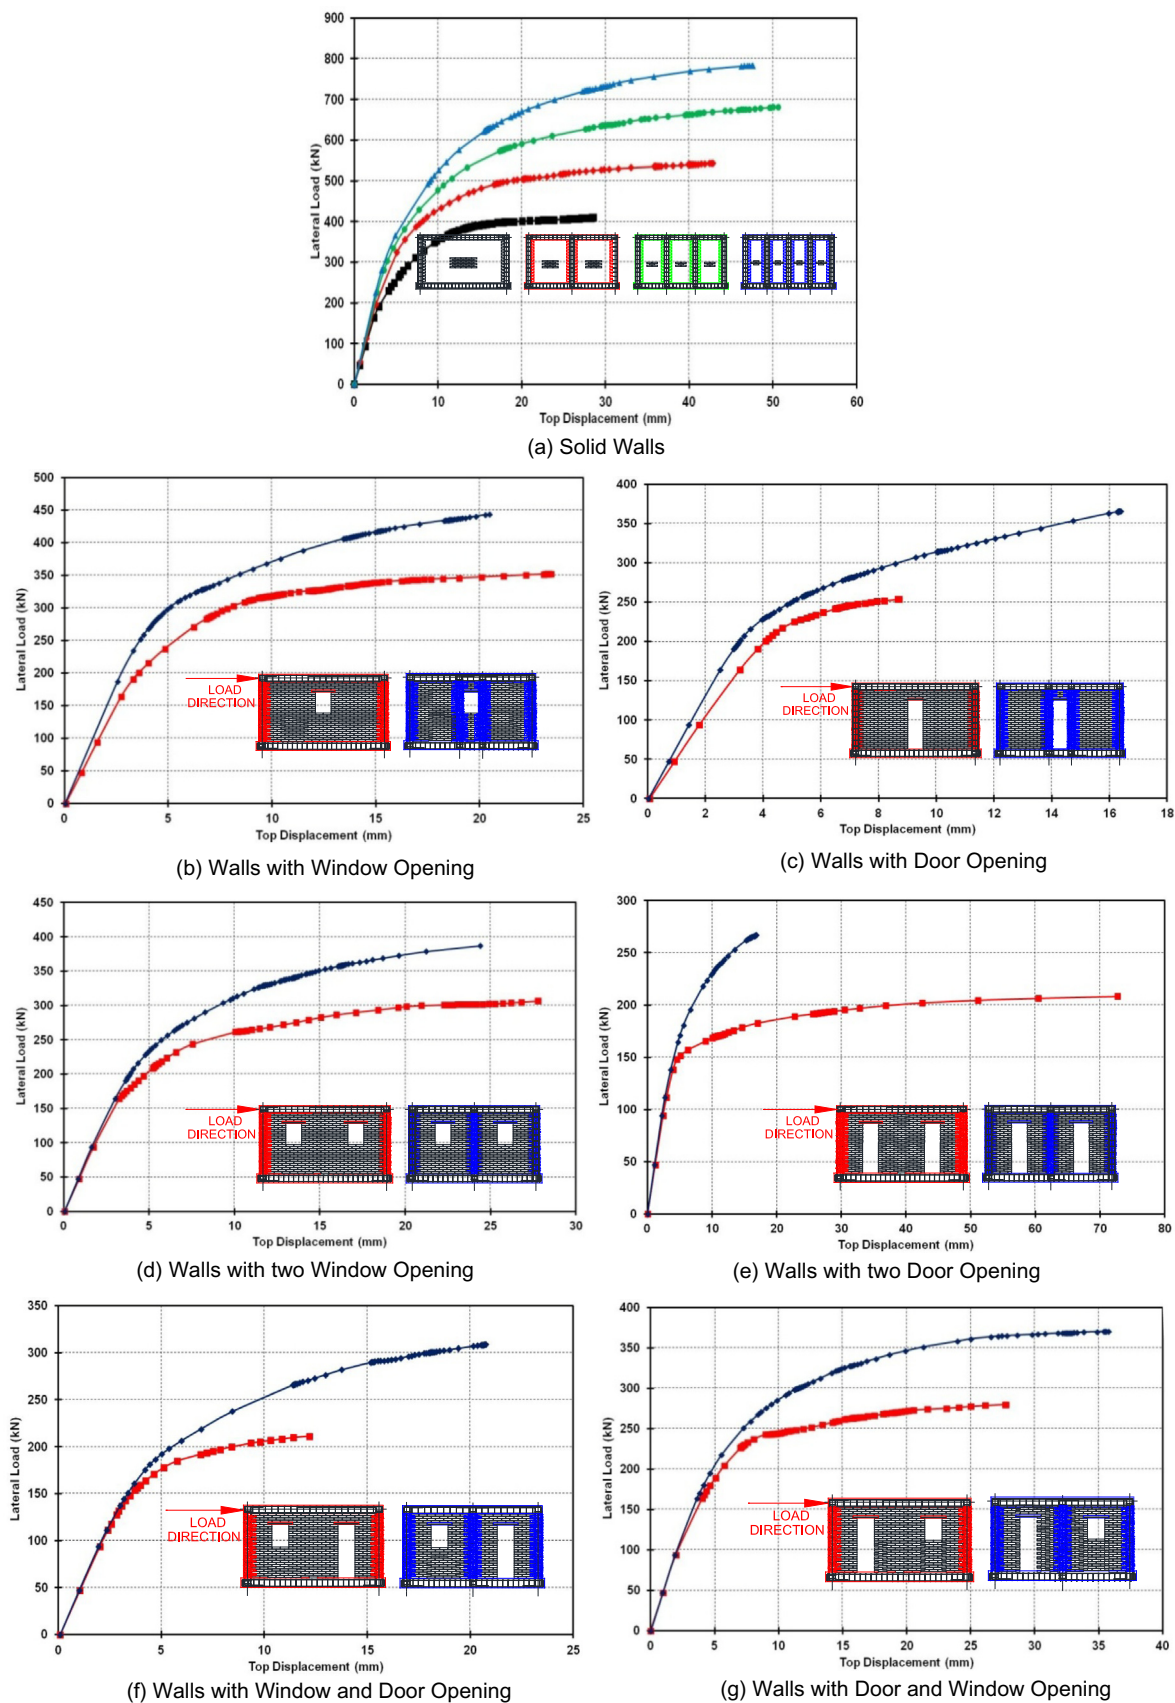 900
800
700
600
500
400
300
200
100
0
Lateral Load (kN)
0 10 20 30 40 50 60
Top Displacement (mm)
(a) Solid Walls
500
450
400
350
300
250
200
150
100
50
0
Lateral Load (kN)
LOAD
DIRECTION
0 5 10 15 20 25
Top Displacement (mm)
(b) Walls with Window Opening
400
350
300
250
200
150
100
50
0
Lateral Load (kN)
LOAD
DIRECTION
0 2 4 6 8 10 12 14 16 18
Top Displacement (mm)
(c) Walls with Door Opening
450
400
350
300
250
200
150
100
50
0
Lateral Load (kN)
LOAD
DIRECTION
0 5 10 15 20 25 30
Top Displacement (mm)
(d) Walls with two Window Opening
300
250
200
150
100
50
0
Lateral Load (kN)
LOAD
DIRECTION
0 10 20 30 40 50 60 70 80
Top Displacement (mm)
(e) Walls with two Door Opening
350
300
250
200
150
100
50
0
Lateral Load (kN)
LOAD
DIRECTION
0 5 10 15 20 25
Top Displacement (mm)
(f) Walls with Window and Door Opening
400
350
300
250
200
150
100
50
0
Lateral Load (kN)
LOAD
DIRECTION
0 5 10 15 20 25 30 35 40
Top Displacement (mm)
(g) Walls with Door and Window Opening